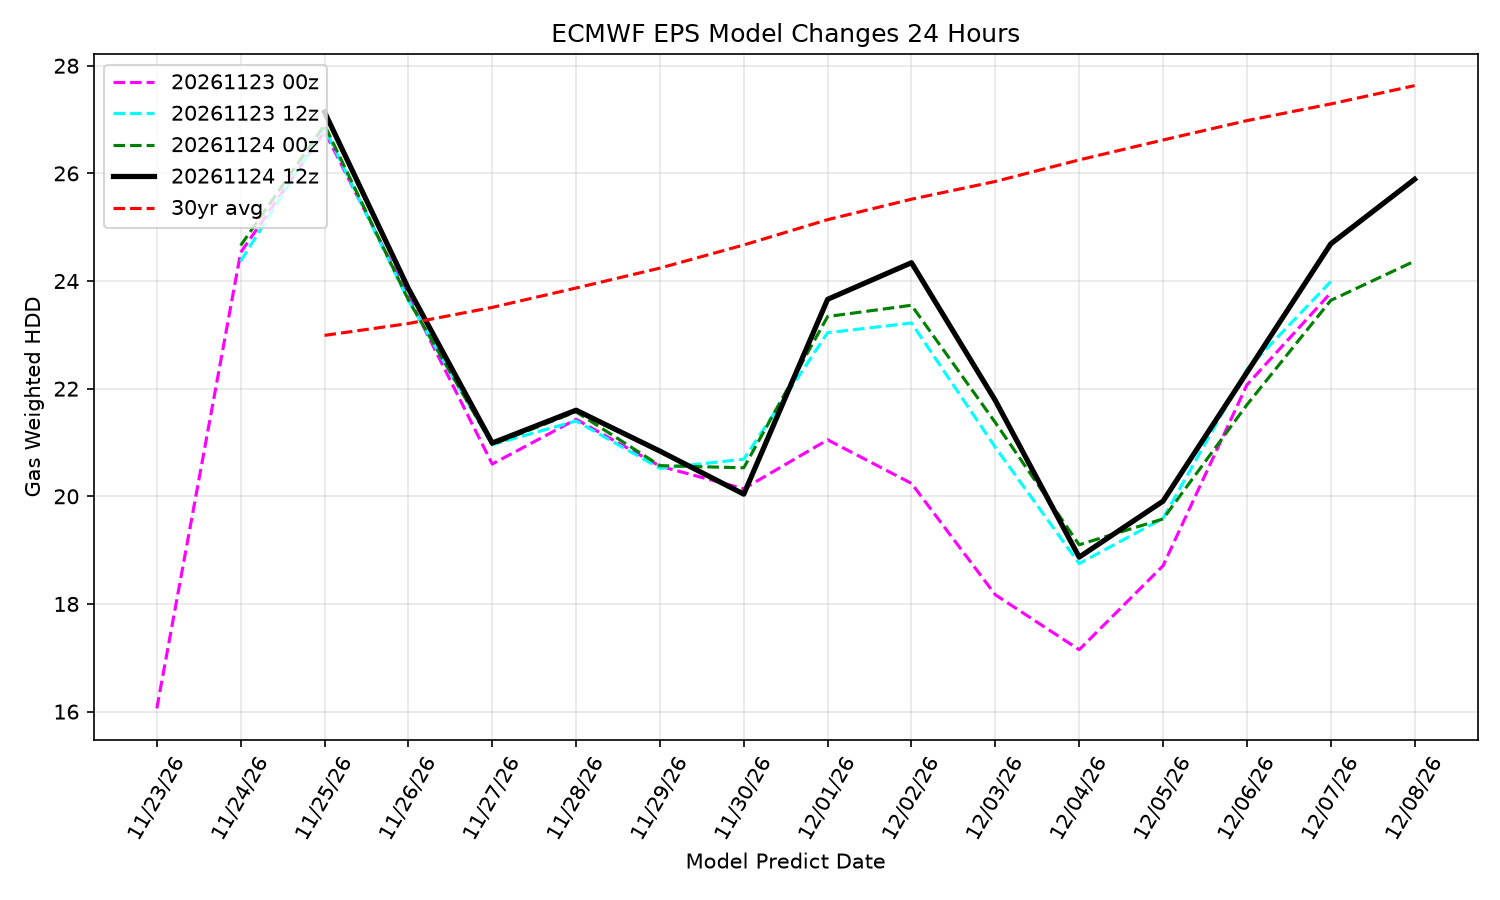 ECMWF EPS Model Changes 24 Hours
28
26
24
22
20
18
16
Gas Weighted HDD
20261123 00z
20261123 12z
20261124 00z
20261124 12z
30yr avg
11/23/26
11/24/26
11/25/26
11/26/26
11/27/26
11/28/26
11/29/26
11/30/26
12/01/26
12/02/26
12/03/26
12/04/26
12/05/26
12/06/26
12/07/26
12/08/26
Model Predict Date